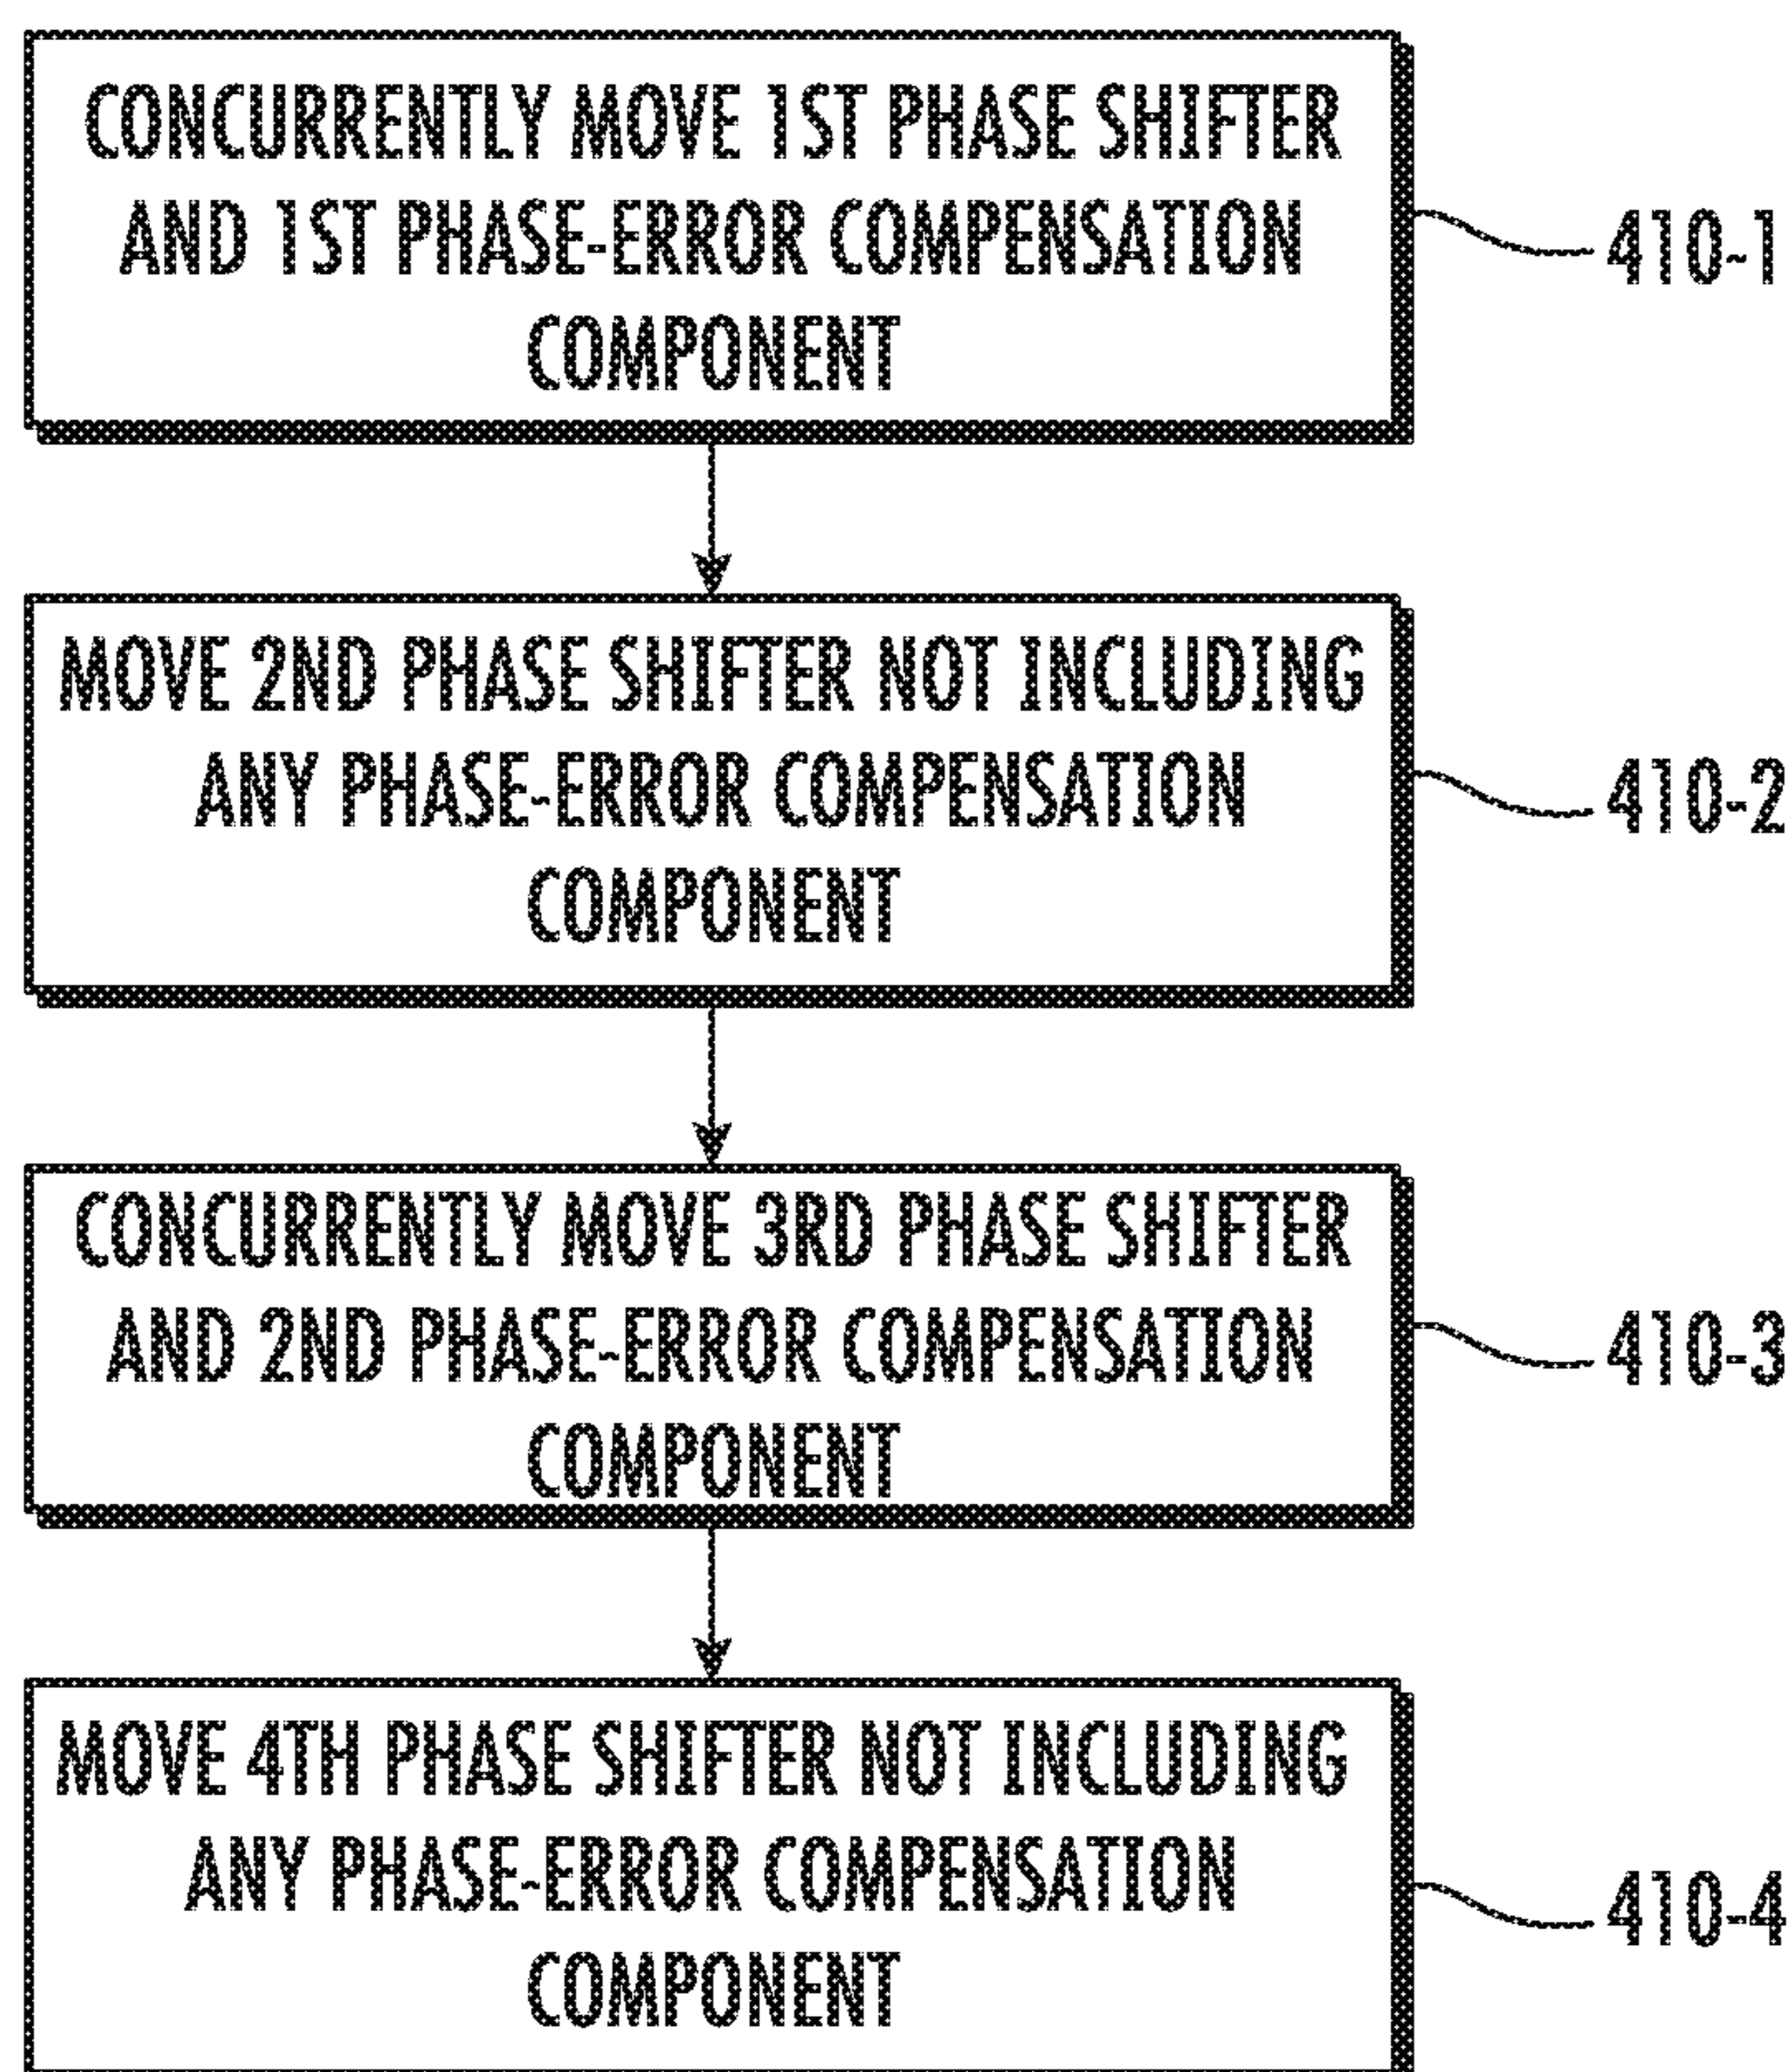 CONCURRENTLY MOVE 1ST PHASE SHIFTER
AND 1ST PHASE-ERROR COMPENSATION
COMPONENT
410-1
MOVE 2ND PHASE SHIFTER NOT INCLUDING
ANY PHASE-ERROR COMPENSATION
COMPONENT
410-2
CONCURRENTLY MOVE 3RD PHASE SHIFTER
AND 2ND PHASE-ERROR COMPENSATION
COMPONENT
410-3
MOVE 4TH PHASE SHIFTER NOT INCLUDING
ANY PHASE-ERROR COMPENSATION
COMPONENT
410-4